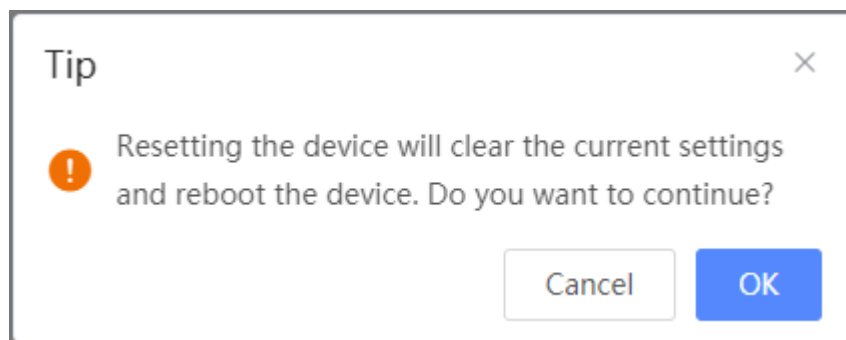 Tip
Resetting the device will clear the current settings
and reboot the device. Do you want to continue?
Cancel
OK